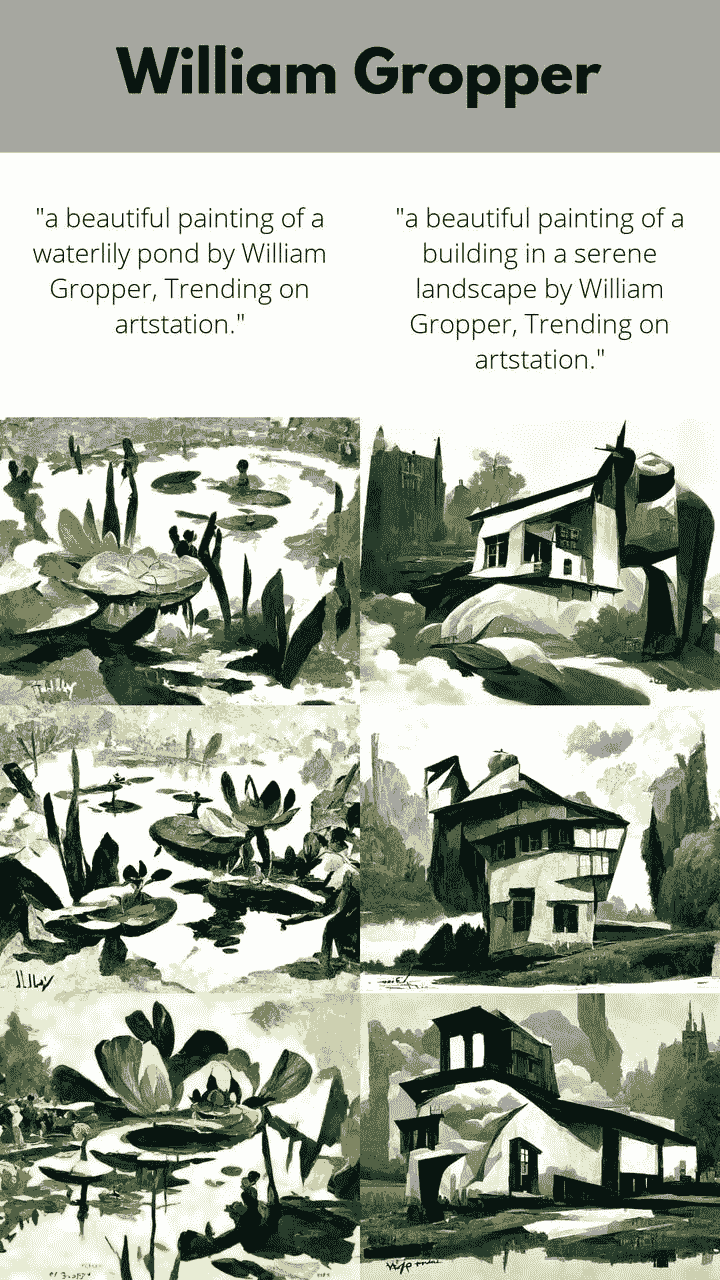 William Gropper
"a beautiful painting of a
waterlily pond by William
Gropper, Trending on
artstation."
"a beautiful painting of a
building in a serene
landscape by William
Gropper, Trending on
artstation."